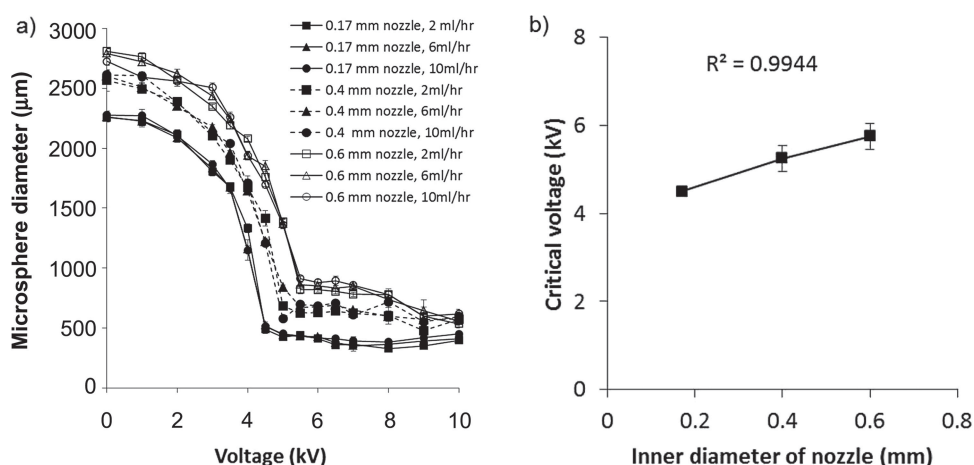 a)
3000
2500
2000
1500
1000
500
0
Microsphere diameter (μm)
0 2 4 6 8 10
Voltage (kV)
0.17 mm nozzle, 2 ml/hr
0.17 mm nozzle, 6ml/hr
0.17 mm nozzle, 10ml/hr
0.4 mm nozzle, 2ml/hr
0.4 mm nozzle, 6ml/hr
0.4 mm nozzle, 10ml/hr
0.6 mm nozzle, 2ml/hr
0.6 mm nozzle, 6ml/hr
0.6 mm nozzle, 10ml/hr
b)
8
6
4
2
0
Critical voltage (kV)
R² = 0.9944
0 0.2 0.4 0.6 0.8
Inner diameter of nozzle (mm)